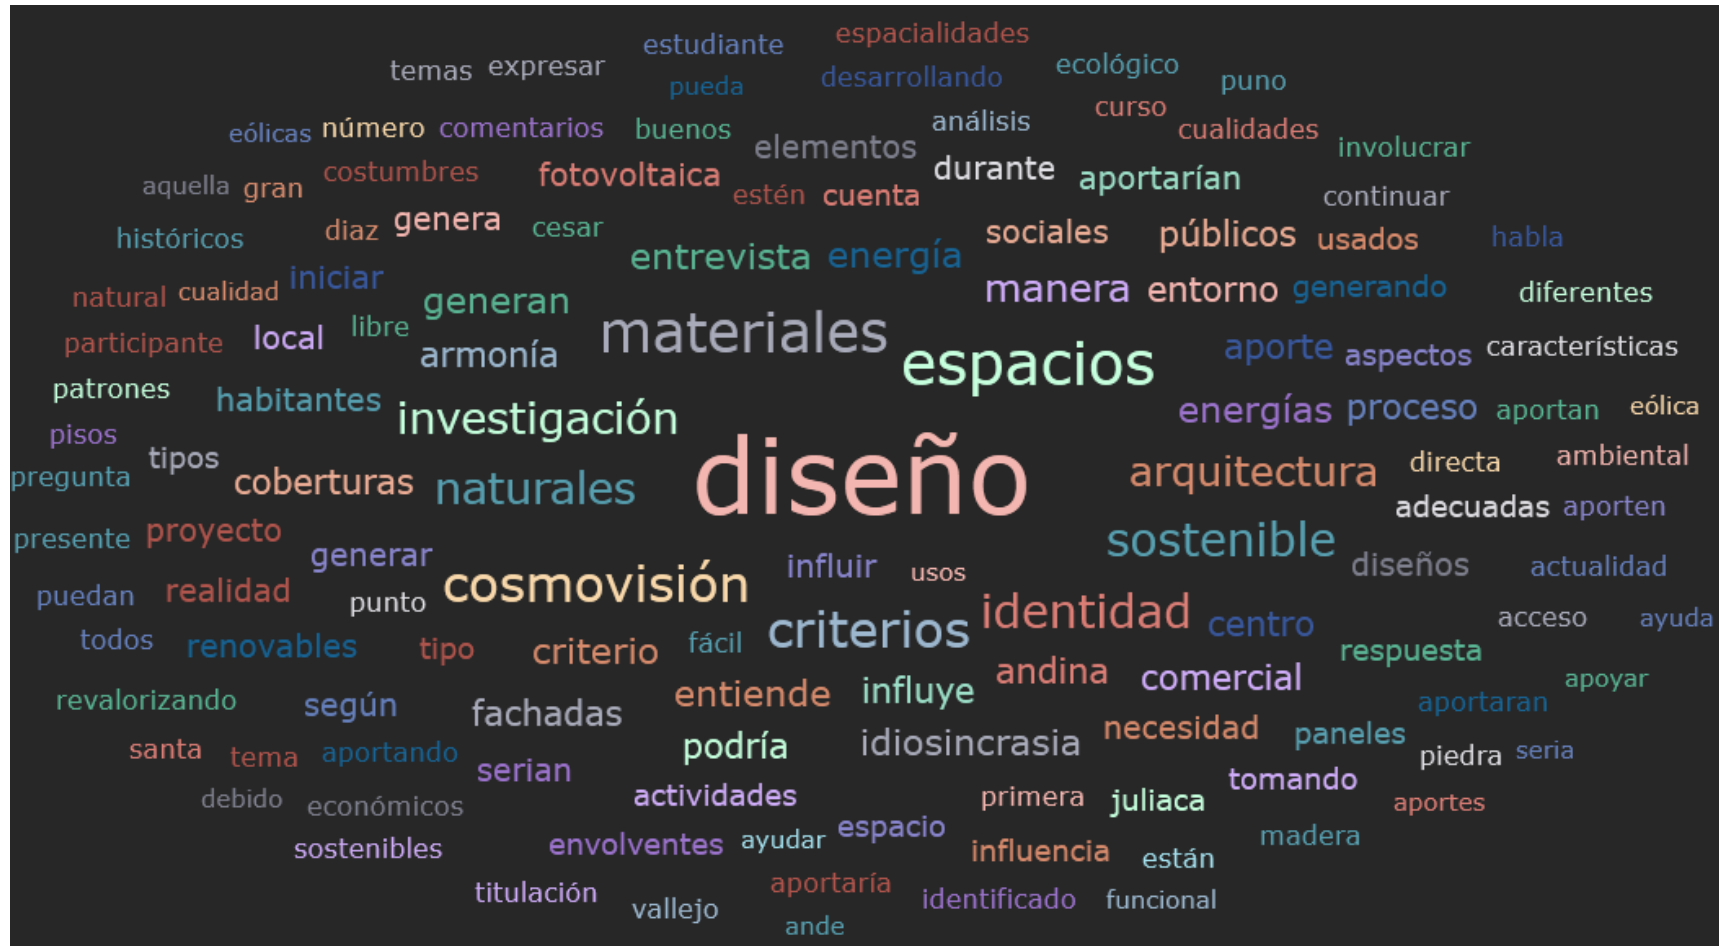 espacialidades
estudiante
temas expresar
ecológico
pueda desarrollando puno
curso
eólicas número comentarios buenos análisis cualidades
elementos involucrar
costumbres fotovoltaica durante aportarían
aquella gran estén cuenta continuar
históricos diaz genera cesar sociales públicos usados habla
entrevista energía
natural cualidad iniciar generan manera entorno generando diferentes
participante local libre armonía materiales aporte aspectos características
espacios
patrones habitantes investigación energías proceso aportan eólica
pisos
pregunta tipos coberturas naturales diseño arquitectura directa ambiental
adecuadas aporten
presente proyecto generar sostenible
influir usos diseños actualidad
puedan realidad punto cosmovisión identidad centro acceso ayuda
todos renovables tipo criterio fácil criterios respuesta
andina comercial apoyar
revalorizando según fachadas entiende influye aportaran
santa tema aportando podría idiosincrasia necesidad paneles piedra seria
serian tomando
debido económicos actividades primera juliaca aportes
sostenibles envolventes ayudar espacio influencia están madera
titulación aportaría identificado funcional
vallejo
ande